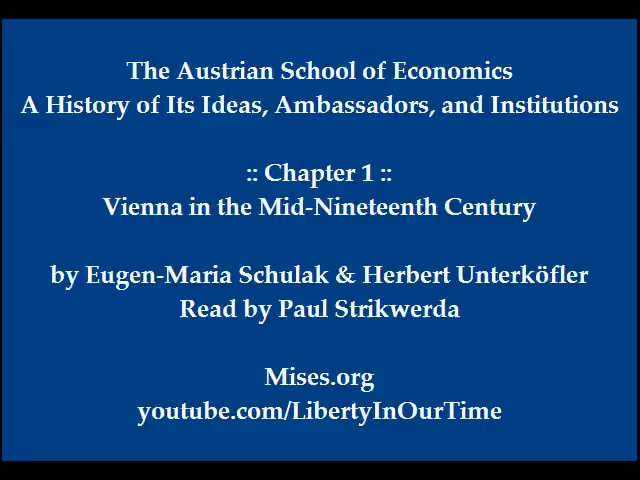 The Austrian School of Economics
A History of Its Ideas, Ambassadors, and Institutions
:: Chapter 1 ::
Vienna in the Mid-Nineteenth Century
by Eugen-Maria Schulak & Herbert Unterköfler
Read by Paul Strikwerda
Mises.org
youtube.com/LibertyInOurTime